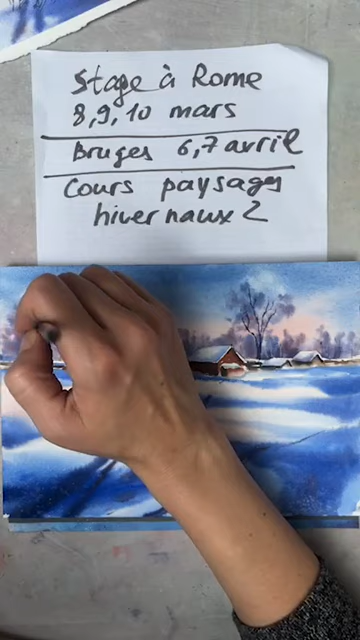 Stage à Rome
8,9,10 mars
Bruges 6,7 avril
Cours paysages
hivernaux 2